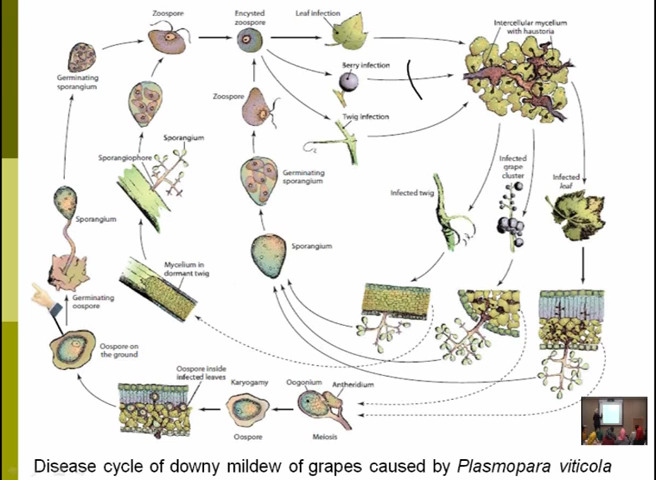 Zoospore
Encysted
zoospore
Leaf infection
Intercellular mycelium
with haustoria
Germinating
sporangium
Berry infection
Zoospore
Twig infection
Sporangium
Sporangiophore
Germinating
sporangium
Infected
grape
cluster
Infected
leaf
Infected twig
Sporangium
Sporangium
Mycelium in
dormant twig
Germinating
oospore
Oospore on
the ground
Oospore inside
infected leaves
Karyogamy
Oogonium
Antheridium
Oospore
Meiosis
Disease cycle of downy mildew of grapes caused by Plasmopara viticola